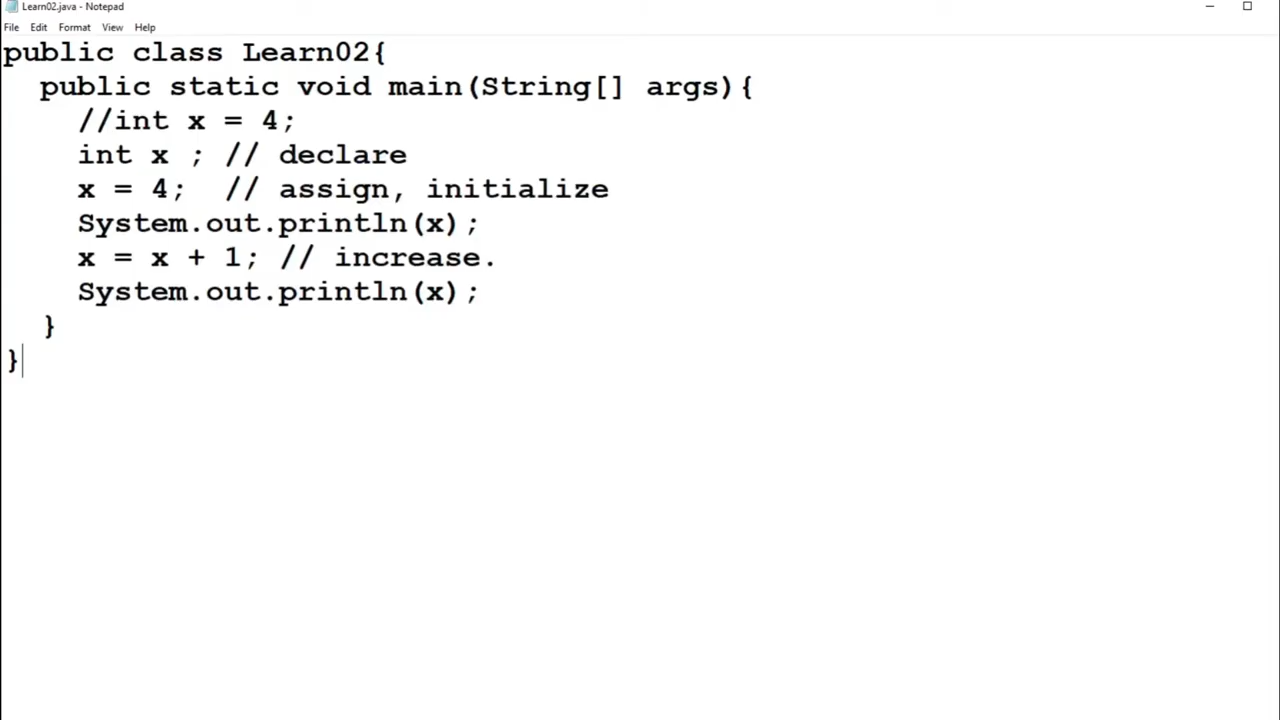 Learn02.java - Notepad
File Edit Format View Help
public class Learn02{
  public static void main(String[] args){
    //int x = 4;
    int x ; // declare
    x = 4;  // assign, initialize
    System.out.println(x);
    x = x + 1; // increase.
    System.out.println(x);
  }
}